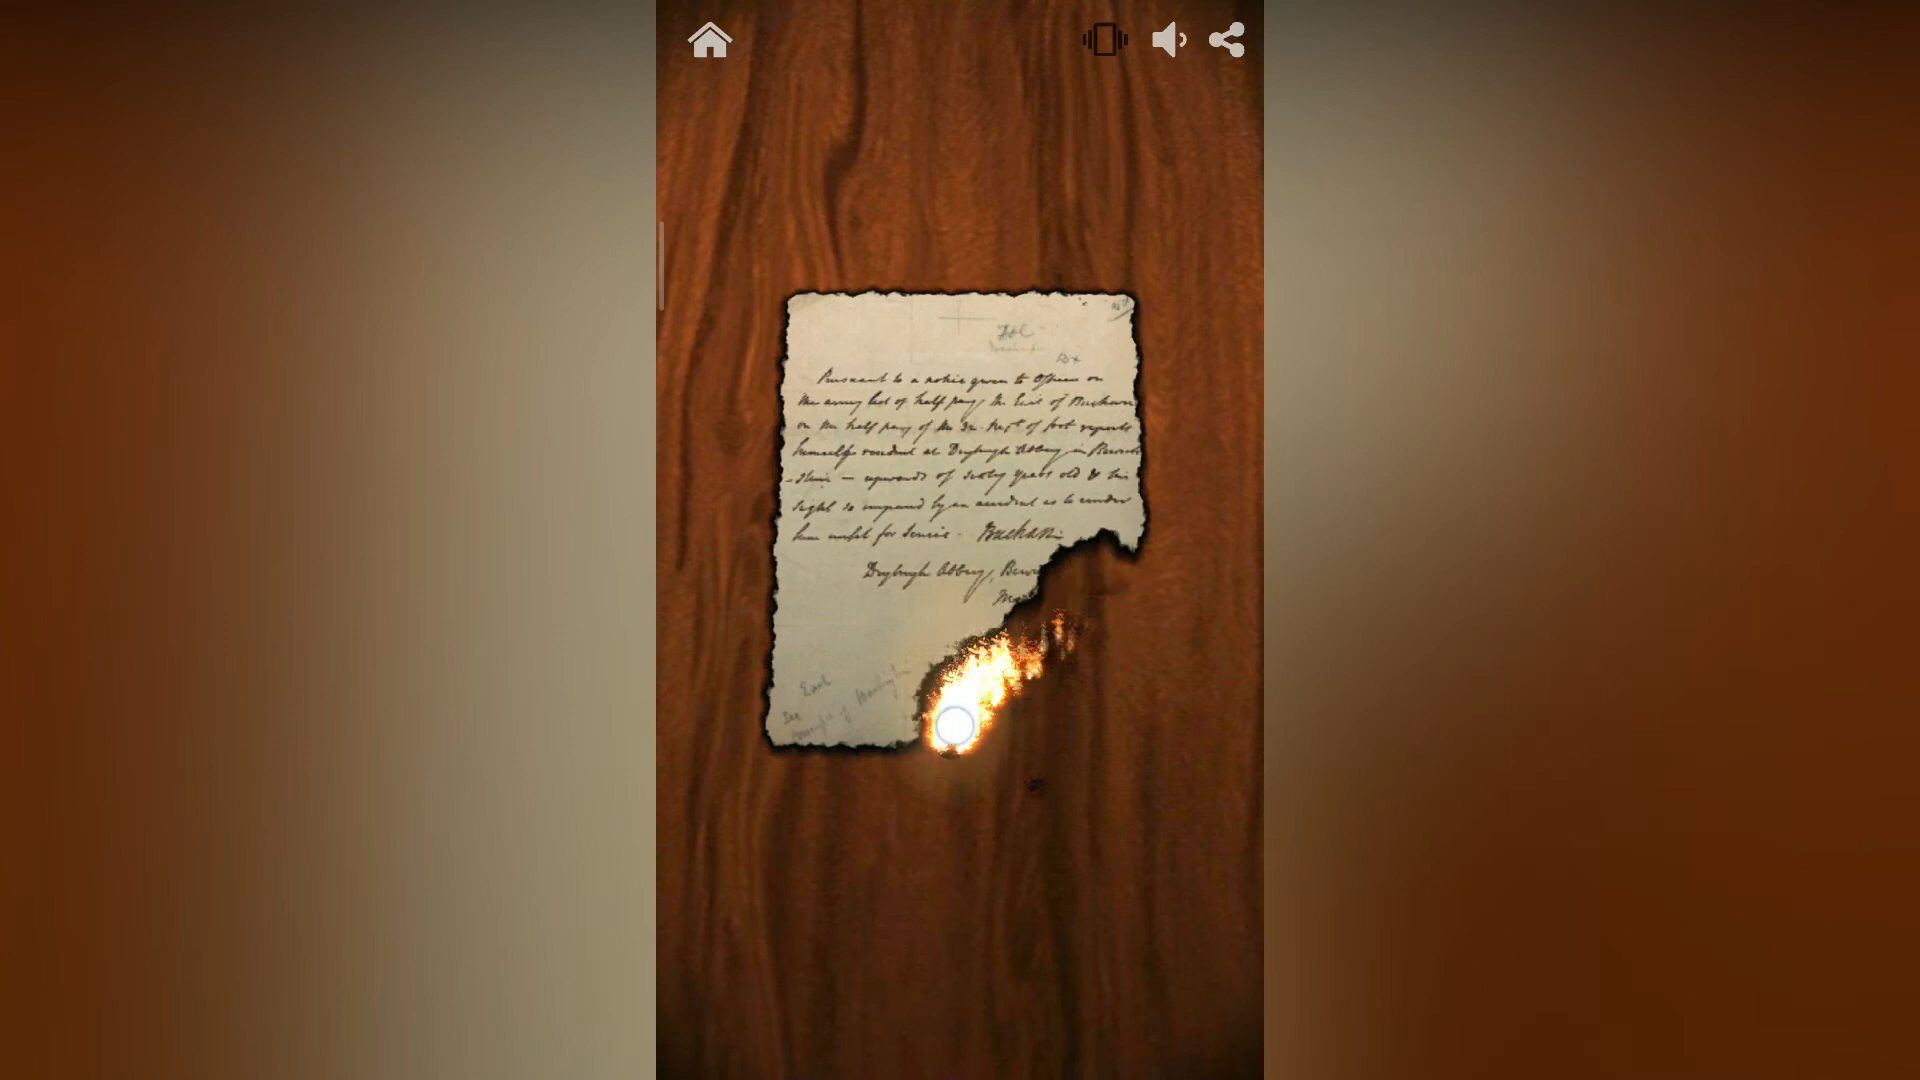 Pursuant to a notice given to Officers on
the army list of half pay, the Earl of Buchan
on the half pay of the 32. Regt of foot reports
himself resident at Dryburgh Abbey in Berwick
-Shire — upwards of sixty years old & his
sight so impaired by an accident as to render
him unfit for Service. Buchan
Dryburgh Abbey, Berw
Mar
Earl